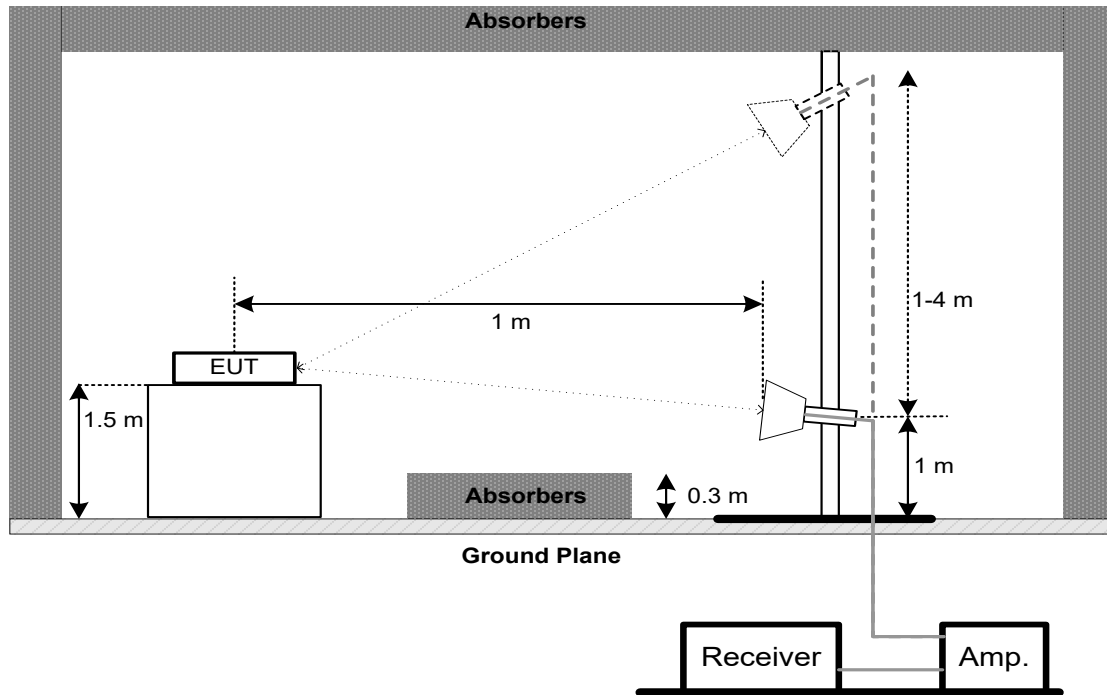 Absorbers
1-4 m
1 m
EUT
1.5 m
1 m
Absorbers
0.3 m
Ground Plane
Receiver
Amp.